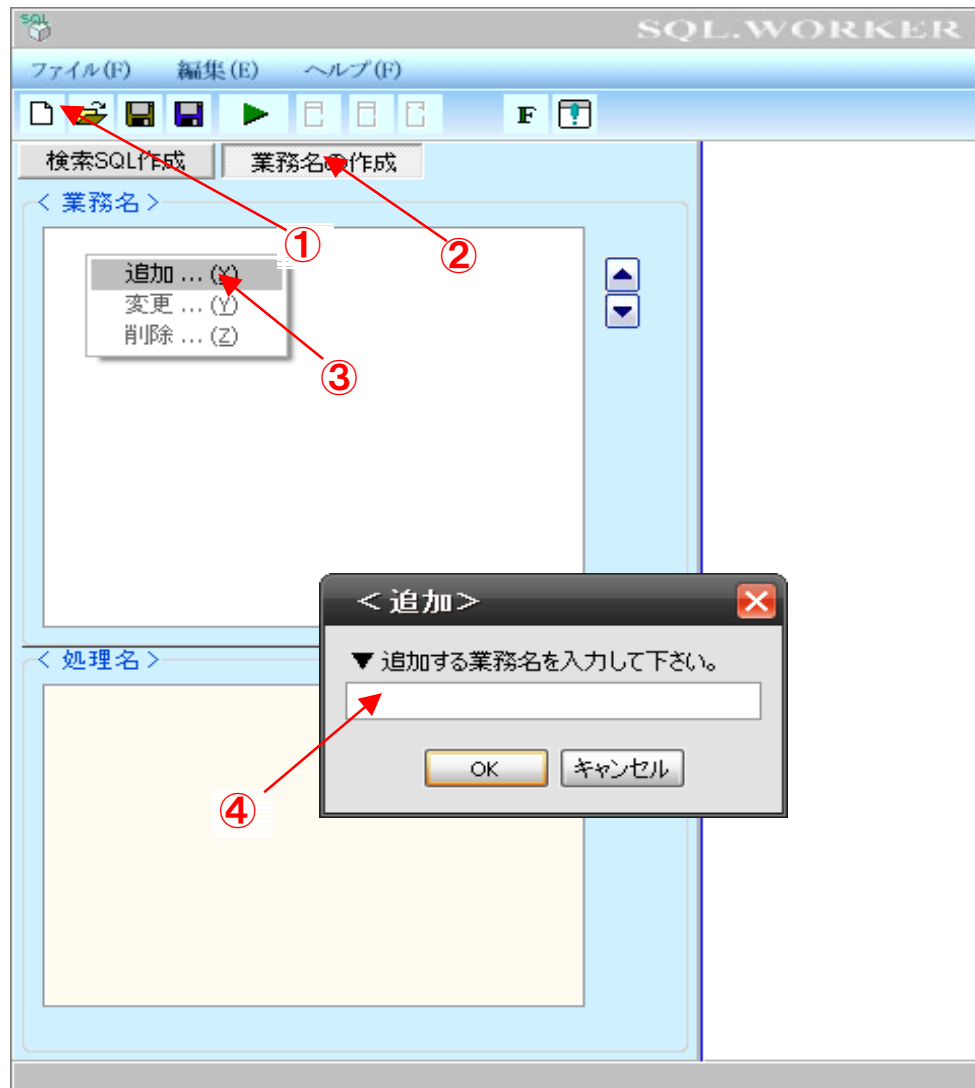 SQL
SQL.WORKER
ファイル(F) 編集(E) ヘルプ(F)
F
検索SQL作成 業務名の作成
<業務名>
① ②
追加 ... (X)
変更 ... (Y)
削除 ... (Z)
③
<追加>
<処理名>
▼ 追加する業務名を入力して下さい。
OK キャンセル
④